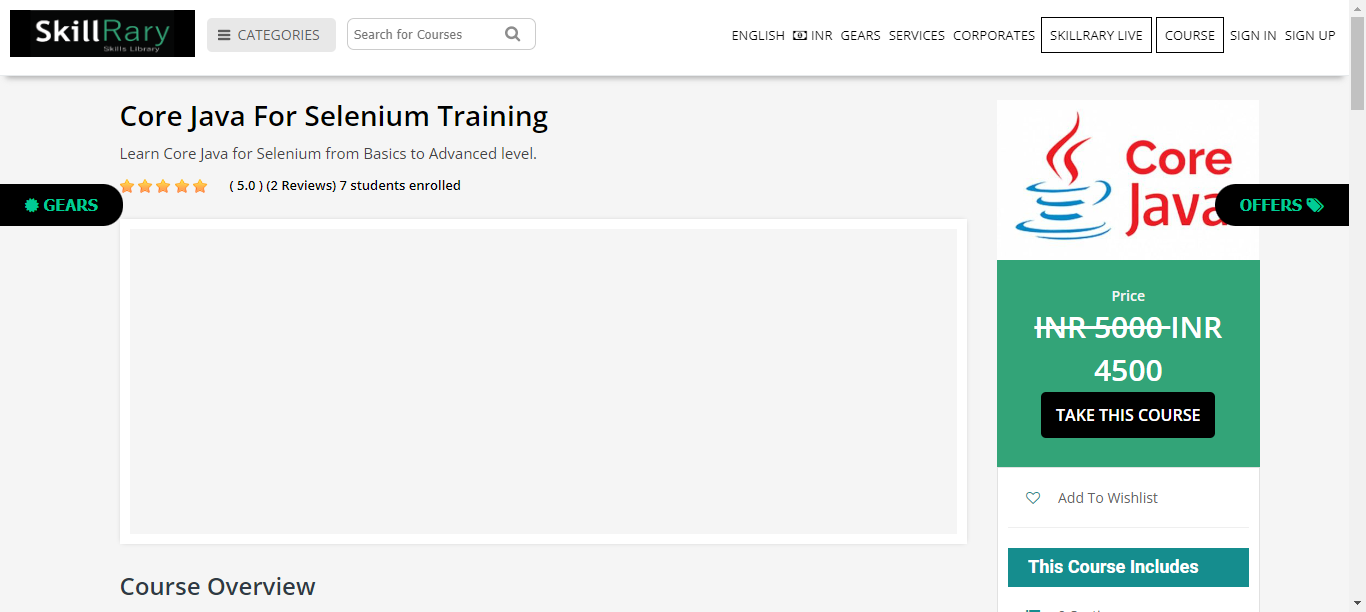 SkillRary
Skills Library
CATEGORIES
Search for Courses
ENGLISH INR GEARS SERVICES CORPORATES SKILLRARY LIVE COURSE SIGN IN SIGN UP
Core Java For Selenium Training
Learn Core Java for Selenium from Basics to Advanced level.
( 5.0 ) (2 Reviews) 7 students enrolled
GEARS
Core
Java
OFFERS
Price
INR 5000 INR
4500
TAKE THIS COURSE
Add To Wishlist
This Course Includes
Course Overview